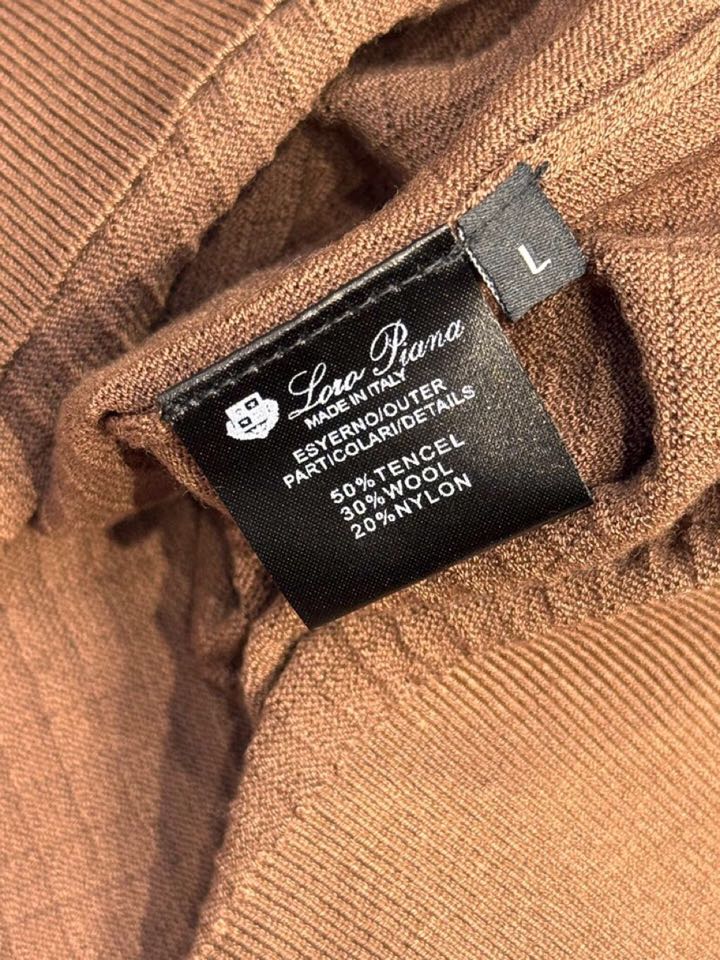 L
Loro Piana
MADE IN ITALY
ESYERNO/OUTER
PARTICOLARI/DETAILS
50%TENCEL
30%WOOL
20%NYLON